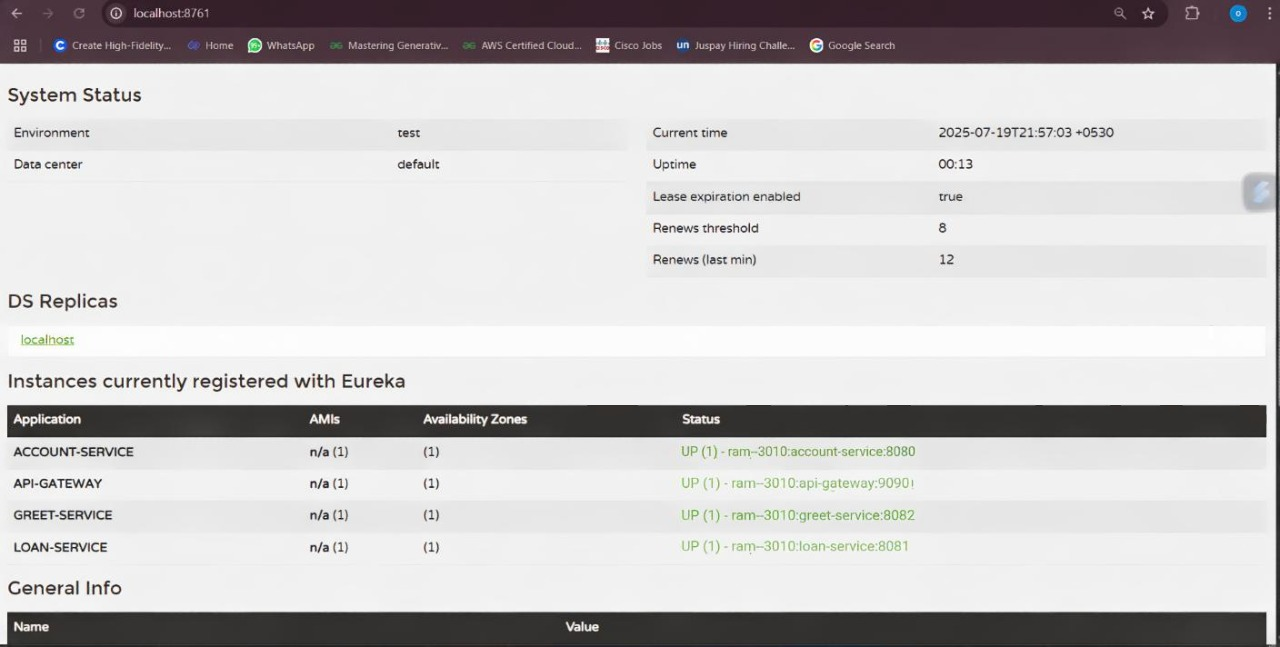 localhost:8761
Create High-Fidelity... Home WhatsApp Mastering Generativ... AWS Certified Cloud... Cisco Jobs un Juspay Hiring Challe... Google Search
System Status
Environment test Current time 2025-07-19T21:57:03 +0530
Data center default Uptime 00:13
Lease expiration enabled true
Renews threshold 8
Renews (last min) 12
DS Replicas
localhost
Instances currently registered with Eureka
Application AMIs Availability Zones Status
ACCOUNT-SERVICE n/a (1) (1) UP (1) - ram--3010:account-service:8080
API-GATEWAY n/a (1) (1) UP (1) - ram--3010:api-gateway:9090
GREET-SERVICE n/a (1) (1) UP (1) - ram--3010:greet-service:8082
LOAN-SERVICE n/a (1) (1) UP (1) - ram--3010:loan-service:8081
General Info
Name Value